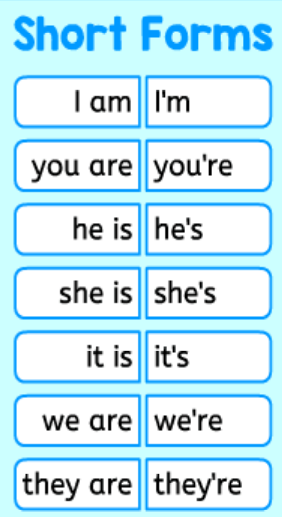 Short Forms
I am I'm
you are you're
he is he's
she is she's
it is it's
we are we're
they are they're